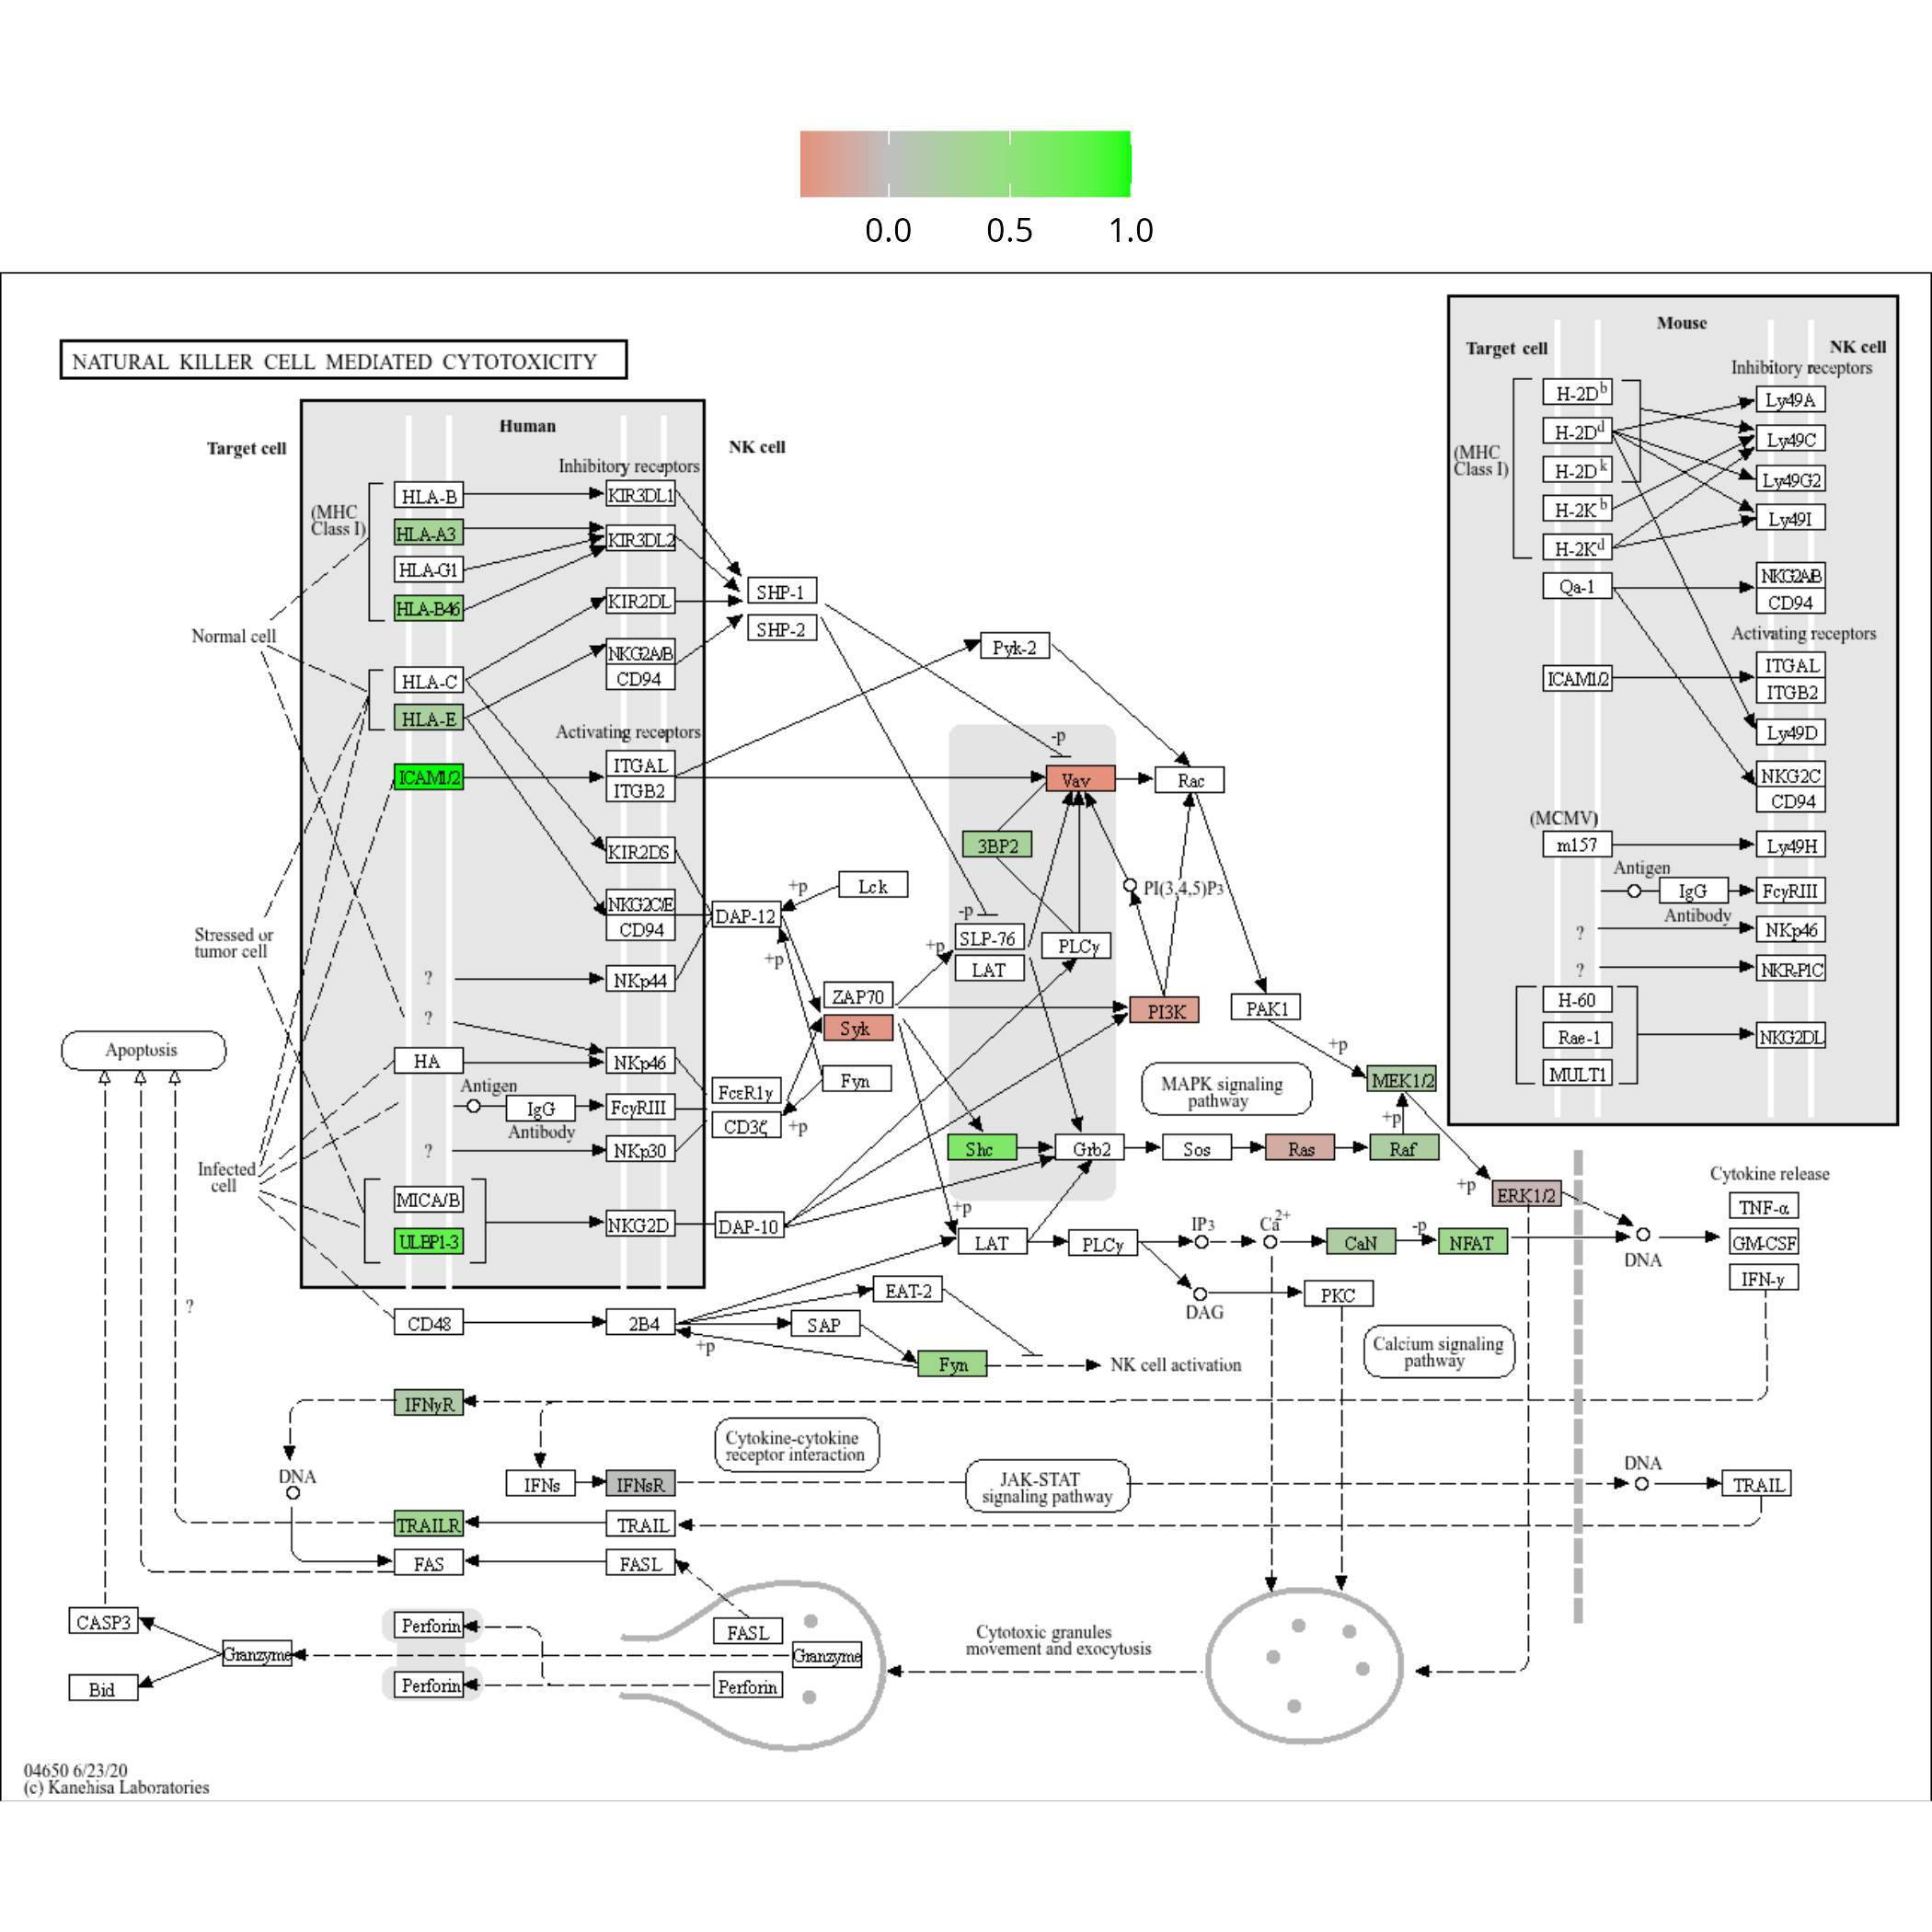 0.0 0.5 1.0
NATURAL KILLER CELL MEDIATED CYTOTOXICITY
Target cell
Human
NK cell
Inhibitory receptors
(MHC
Class I)
HLA-B
KIR3DL1
HLA-A3
KIR3DL2
HLA-G1
HLA-B46
KIR2DL
SHP-1
SHP-2
Normal cell
NKG2A/B
CD94
HLA-C
HLA-E
Pyk-2
Activating receptors
ICAM1/2
ITGAL
ITGB2
-p
Vav
Rac
3BP2
KIR2DS
Lck
+p
PI(3,4,5)P3
NKG2C/E
CD94
DAP-12
-p
SLP-76
LAT
PLCγ
+p
+p
Stressed or
tumor cell
?
NKp44
ZAP70
Syk
PI3K
PAK1
?
HA
NKp46
+p
Apoptosis
Antigen
IgG
Antibody
FcγRIII
FcεR1γ
CD3ζ
Fyn
+p
MAPK signaling
pathway
MEK1/2
+p
?
NKp30
Shc
Grb2
Sos
Ras
Raf
Infected
cell
MICA/B
ULBP1-3
NKG2D
DAP-10
+p
+p
ERK1/2
LAT
PLCγ
IP3
Ca2+
CaN
-p
NFAT
DNA
Cytokine release
TNF-α
GM-CSF
IFN-γ
DAG
PKC
?
CD48
2B4
EAT-2
SAP
+p
Fyn
NK cell activation
Calcium signaling
pathway
IFNγR
Cytokine-cytokine
receptor interaction
DNA
IFNs
IFNsR
JAK-STAT
signaling pathway
DNA
TRAIL
TRAILR
TRAIL
FAS
FASL
CASP3
Bid
Granzyme
Perforin
Perforin
FASL
Granzyme
Perforin
Cytotoxic granules
movement and exocytosis
Mouse
Target cell
NK cell
Inhibitory receptors
(MHC
Class I)
H-2Db
H-2Dd
H-2Dk
H-2Kb
H-2Kd
Ly49A
Ly49C
Ly49G2
Ly49I
Qa-1
NKG2A/B
CD94
Activating receptors
ICAM1/2
ITGAL
ITGB2
Ly49D
NKG2C
CD94
(MCMV)
m157
Ly49H
Antigen
IgG
Antibody
FcγRIII
?
NKp46
?
NKR-P1C
H-60
Rae-1
MULT1
NKG2DL
04650 6/23/20
(c) Kanehisa Laboratories